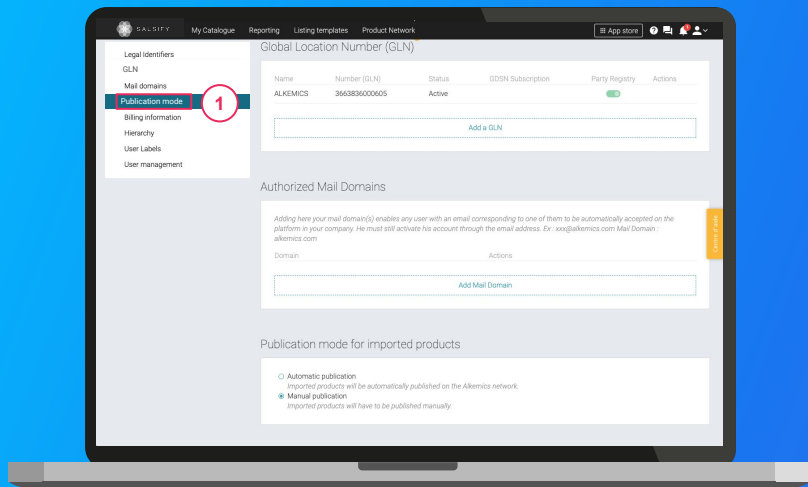 SALSIFY
My Catalogue
Reporting
Listing templates
Product Network
App store
Legal Identifiers
GLN
Mail domains
Publication mode
1
Billing information
Hierarchy
User Labels
User management
Global Location Number (GLN)
Name Number (GLN) Status GDSN Subscription Party Registry Actions
ALKEMICS 3663836000605 Active
Add a GLN
Authorized Mail Domains
Adding here your mail domain(s) enables any user with an email corresponding to one of them to be automatically accepted on the
platform in your company. He must still activate his account through the email address. Ex : xxx@alkemics.com Mail Domain :
alkemics.com
Domain Actions
Add Mail Domain
Centre d'aide
Publication mode for imported products
Automatic publication
Imported products will be automatically published on the Alkemics network.
Manual publication
Imported products will have to be published manually.